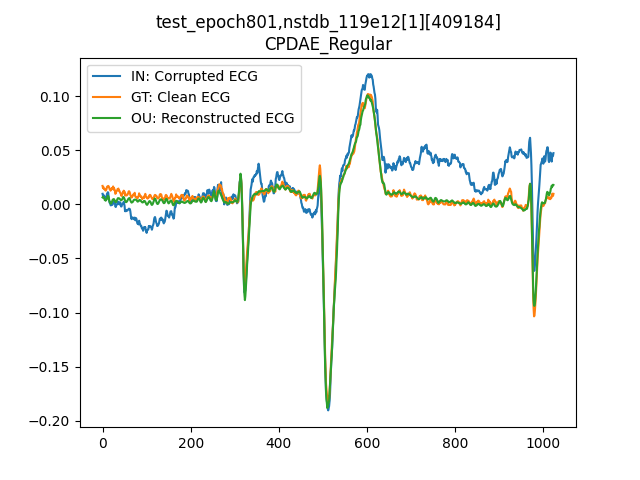 test_epoch801,nstdb_119e12[1][409184]
CPDAE_Regular
IN: Corrupted ECG
GT: Clean ECG
OU: Reconstructed ECG
0.10
0.05
0.00
−0.05
−0.10
−0.15
−0.20
0 200 400 600 800 1000